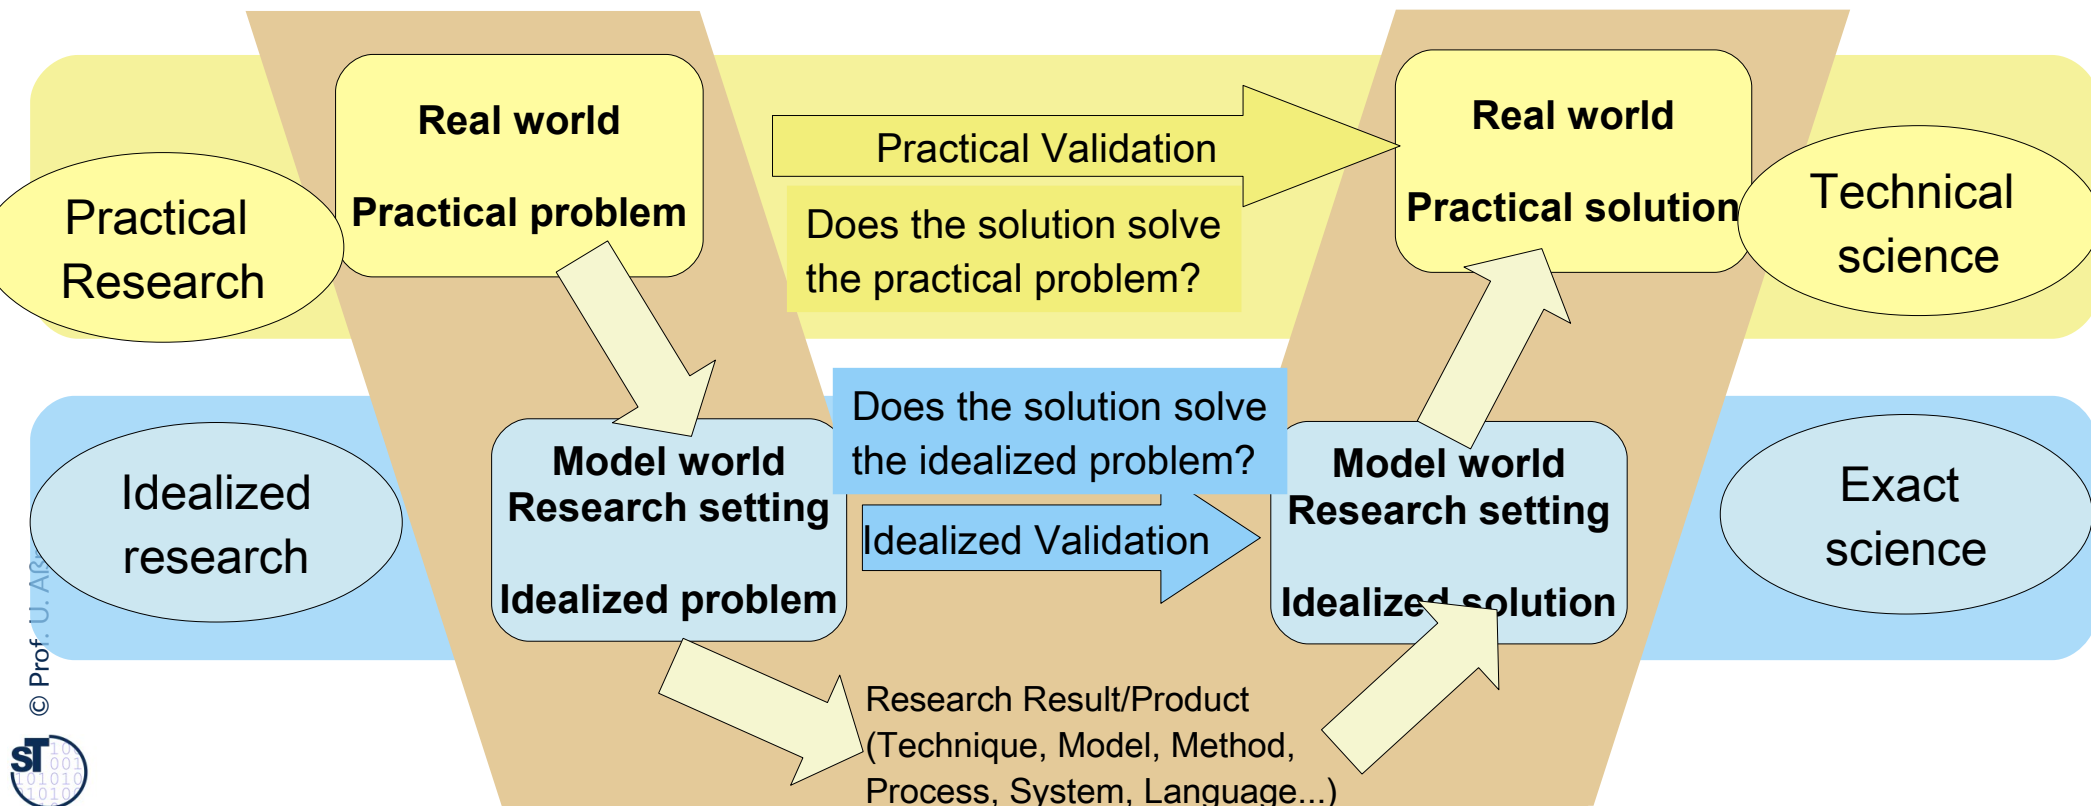 Real world
Practical problem
Practical Validation
Does the solution solve
the practical problem?
Real world
Practical solution
Practical
Research
Technical
science
Does the solution solve
the idealized problem?
Idealized Validation
Model world
Research setting
Idealized problem
Model world
Research setting
Idealized solution
Idealized
research
Exact
science
Research Result/Product
(Technique, Model, Method,
Process, System, Language...)
© Prof. U.
ST